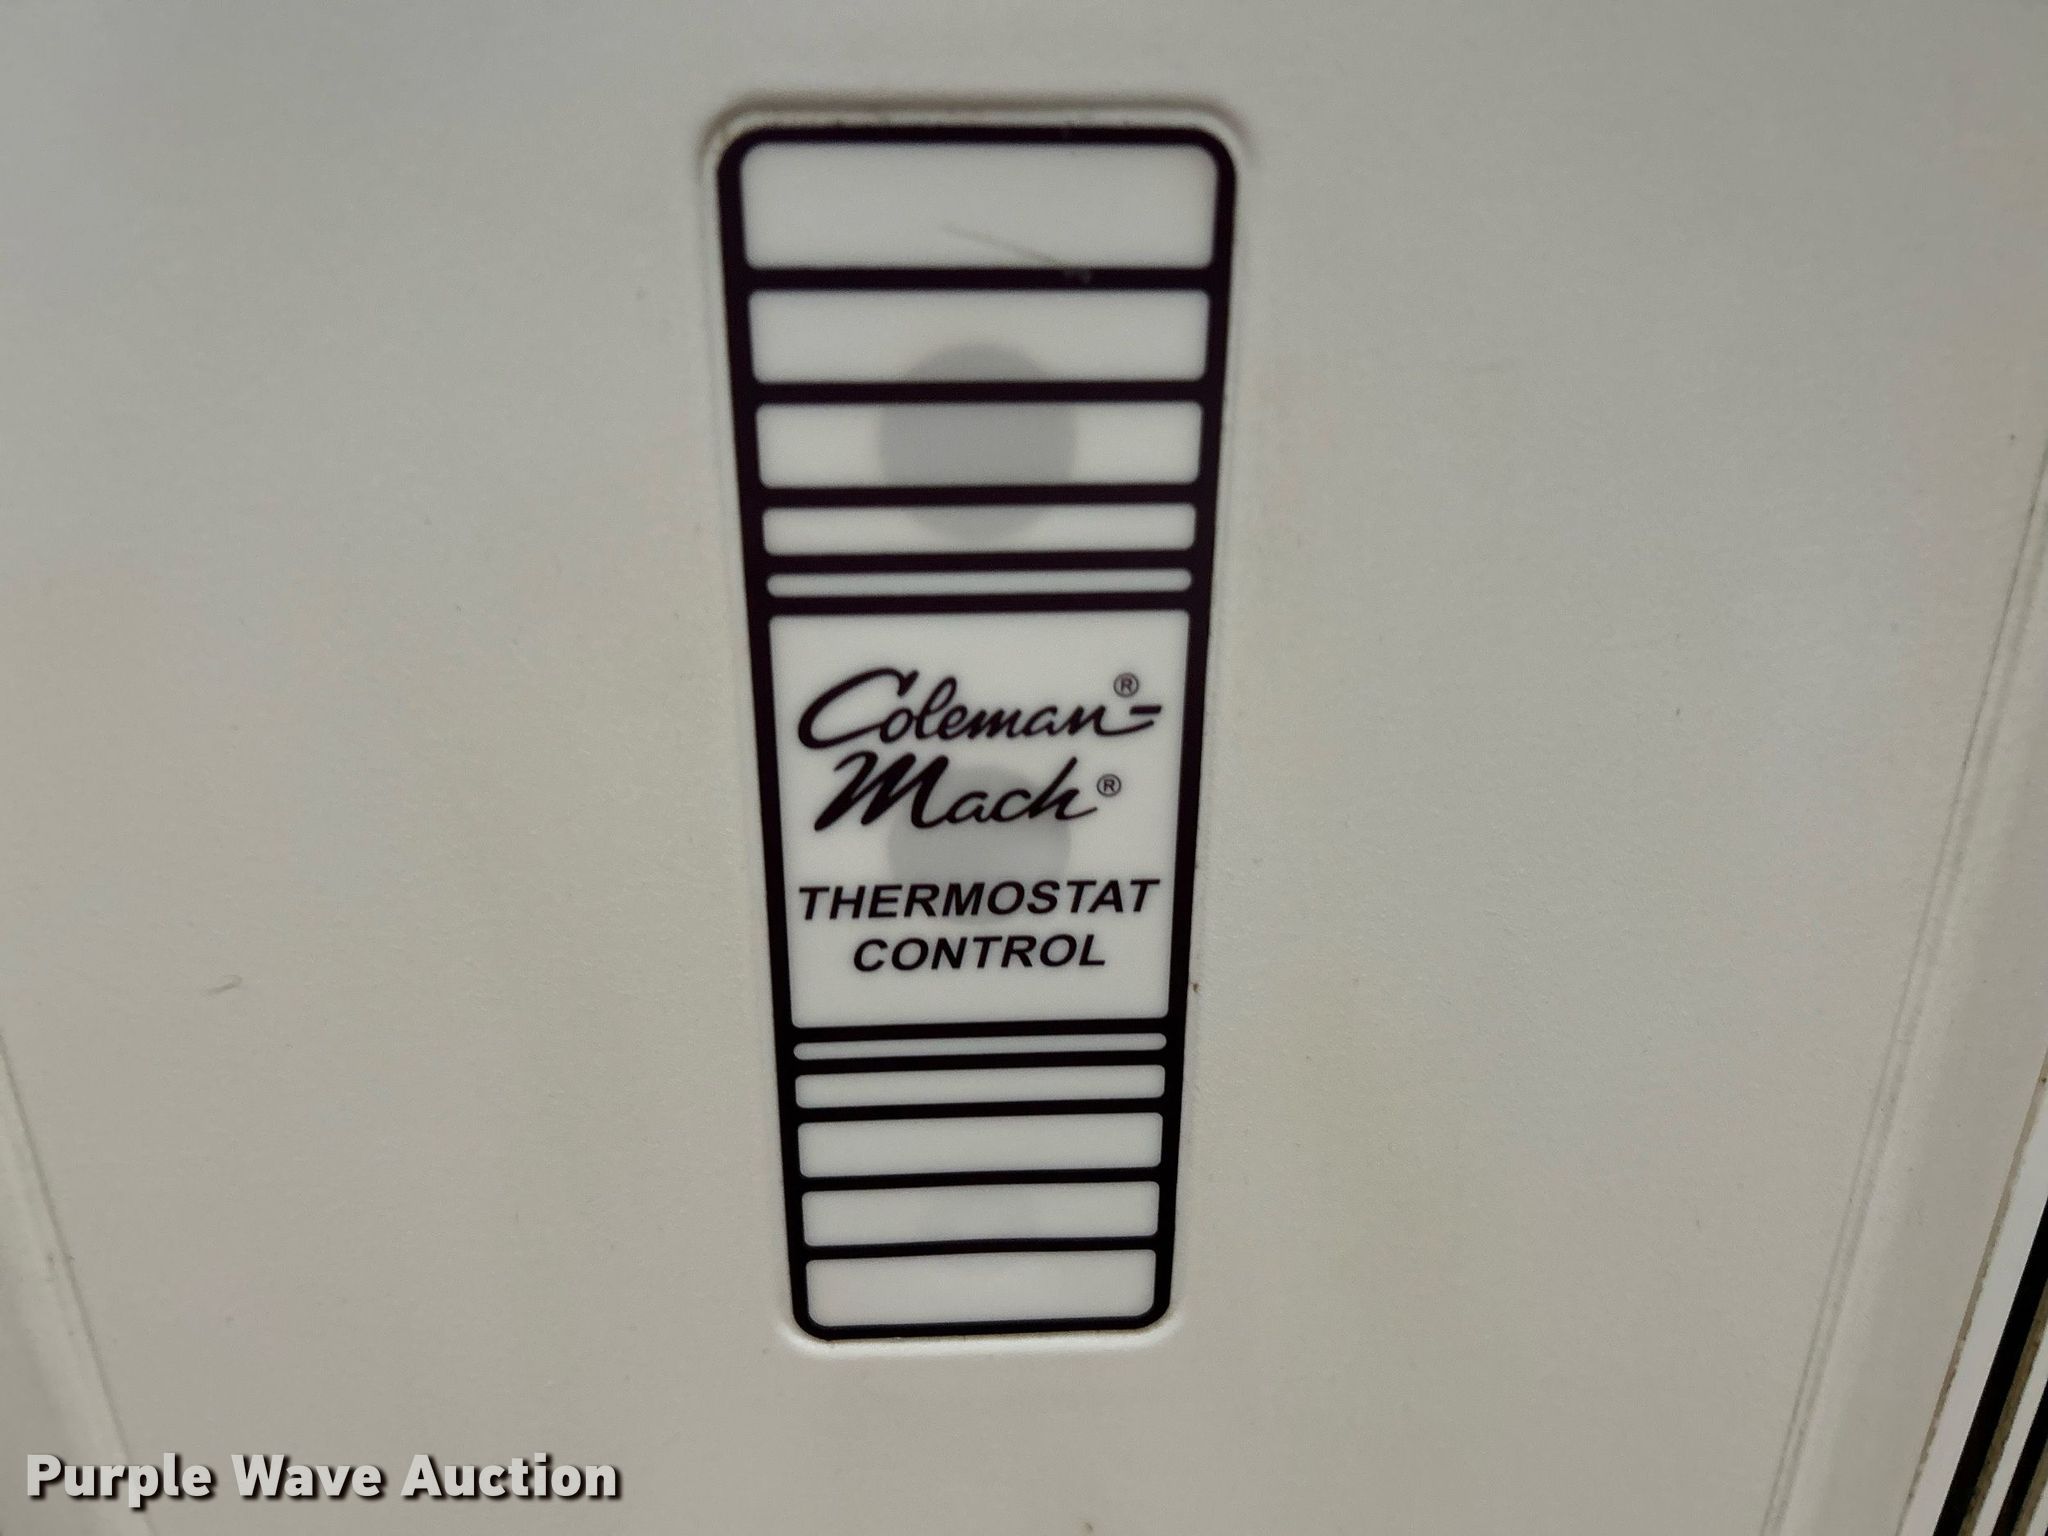 Coleman®-
Mach®
THERMOSTAT
CONTROL
Purple Wave Auction